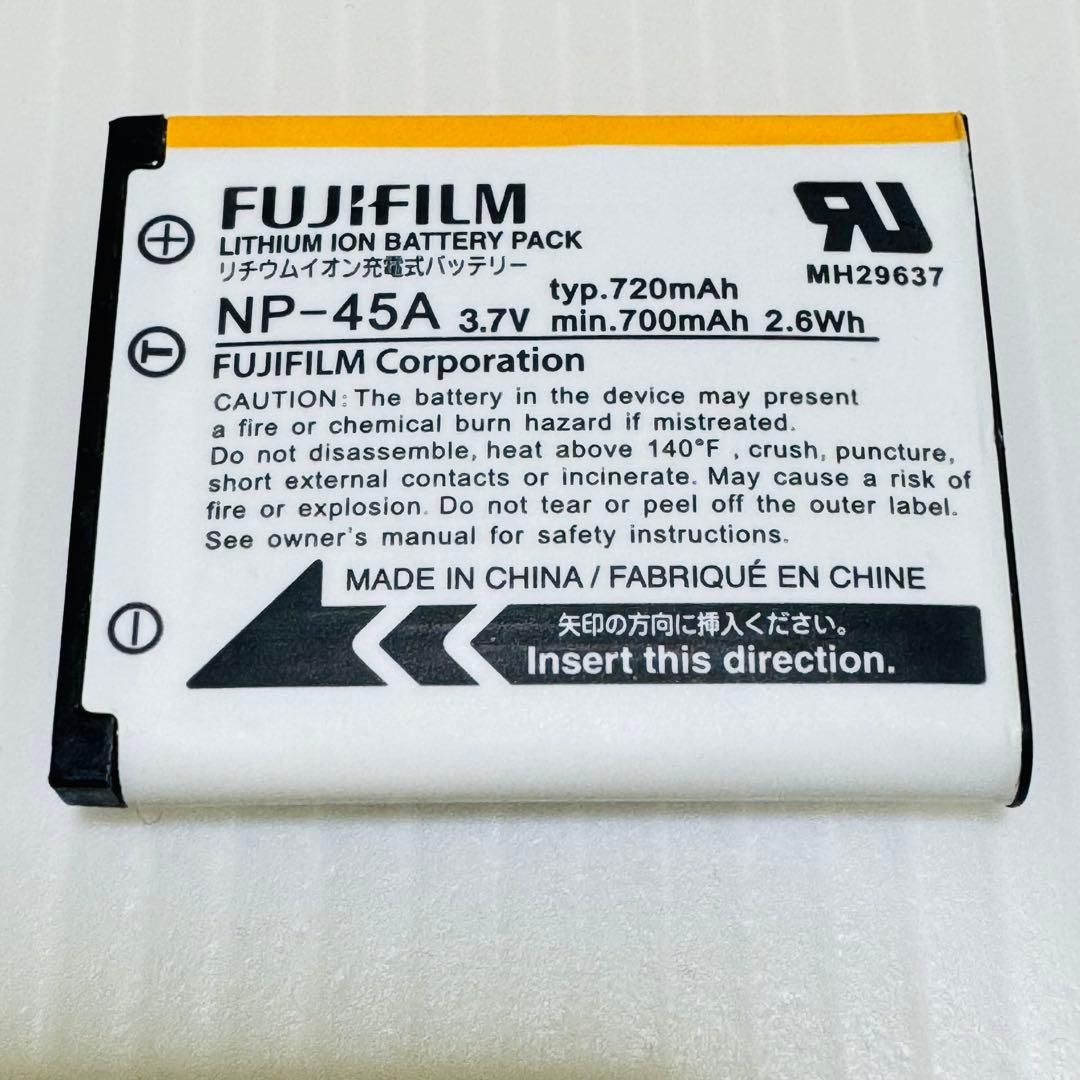 FUJIFILM
LITHIUM ION BATTERY PACK
リチウムイオン充電式バッテリー
NP-45A 3.7V typ.720mAh
min.700mAh 2.6Wh
FUJIFILM Corporation
RU
MH29637
CAUTION: The battery in the device may present
a fire or chemical burn hazard if mistreated.
Do not disassemble, heat above 140°F , crush, puncture,
short external contacts or incinerate. May cause a risk of
fire or explosion. Do not tear or peel off the outer label.
See owner's manual for safety instructions.
MADE IN CHINA / FABRIQUÉ EN CHINE
矢印の方向に挿入ください。
Insert this direction.
+
T
−